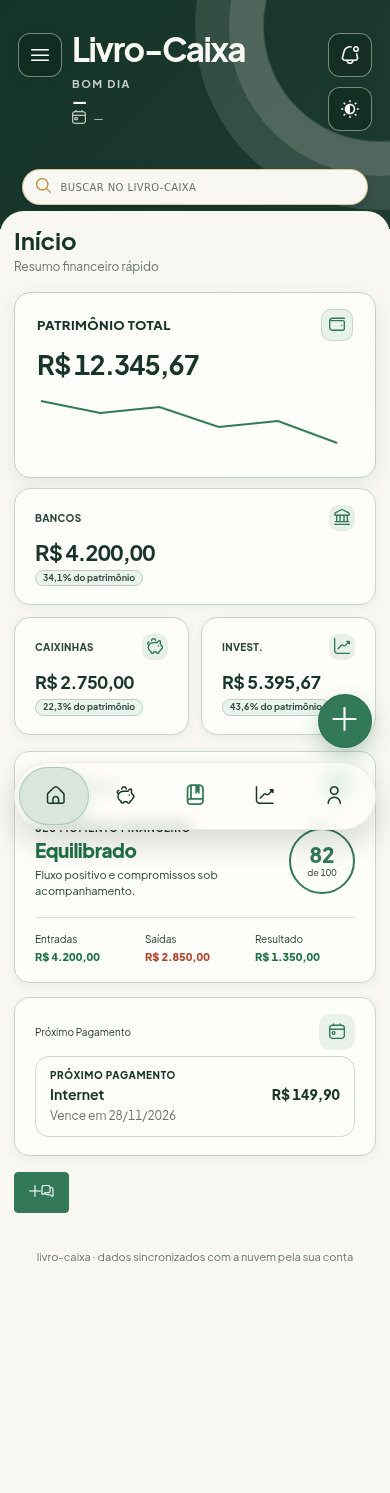 Livro-Caixa
BOM DIA
—
—
BUSCAR NO LIVRO-CAIXA
Início
Resumo financeiro rápido
PATRIMÔNIO TOTAL
R$ 12.345,67
BANCOS
R$ 4.200,00
34,1% do patrimônio
CAIXINHAS
R$ 2.750,00
22,3% do patrimônio
INVEST.
R$ 5.395,67
43,6% do patrimônio
SEU MOMENTO FINANCEIRO
Equilibrado
Fluxo positivo e compromissos sob
acompanhamento.
82
de 100
Entradas
R$ 4.200,00
Saídas
R$ 2.850,00
Resultado
R$ 1.350,00
Próximo Pagamento
PRÓXIMO PAGAMENTO
Internet
R$ 149,90
Vence em 28/11/2026
livro-caixa · dados sincronizados com a nuvem pela sua conta